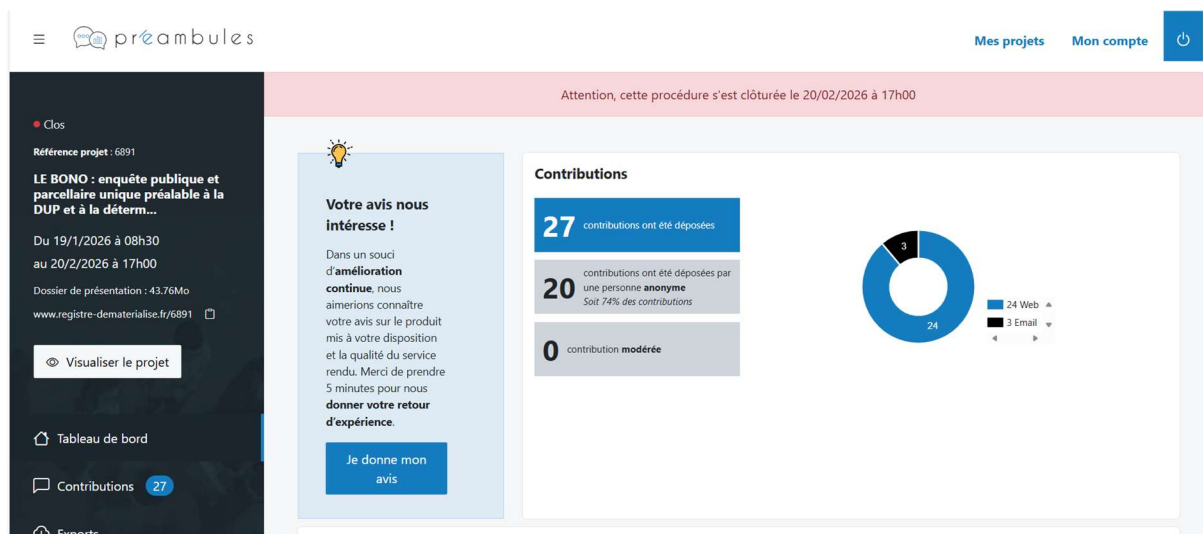 préambules
Mes projets
Mon compte
Attention, cette procédure s'est clôturée le 20/02/2026 à 17h00
Clos
Référence projet : 6891
LE BONO : enquête publique et
parcellaire unique préalable à la
DUP et à la déterm...
Du 19/1/2026 à 08h30
au 20/2/2026 à 17h00
Dossier de présentation : 43.76Mo
www.registre-dematerialise.fr/6891
Visualiser le projet
Tableau de bord
Contributions 27
Exports
Votre avis nous
intéresse !
Dans un souci
d'amélioration
continue, nous
aimerions connaître
votre avis sur le produit
mis à votre disposition
et la qualité du service
rendu. Merci de prendre
5 minutes pour nous
donner votre retour
d'expérience.
Je donne mon
avis
Contributions
27 contributions ont été déposées
20 contributions ont été déposées par
une personne anonyme
Soit 74% des contributions
0 contribution modérée
3
24
24 Web
3 Email